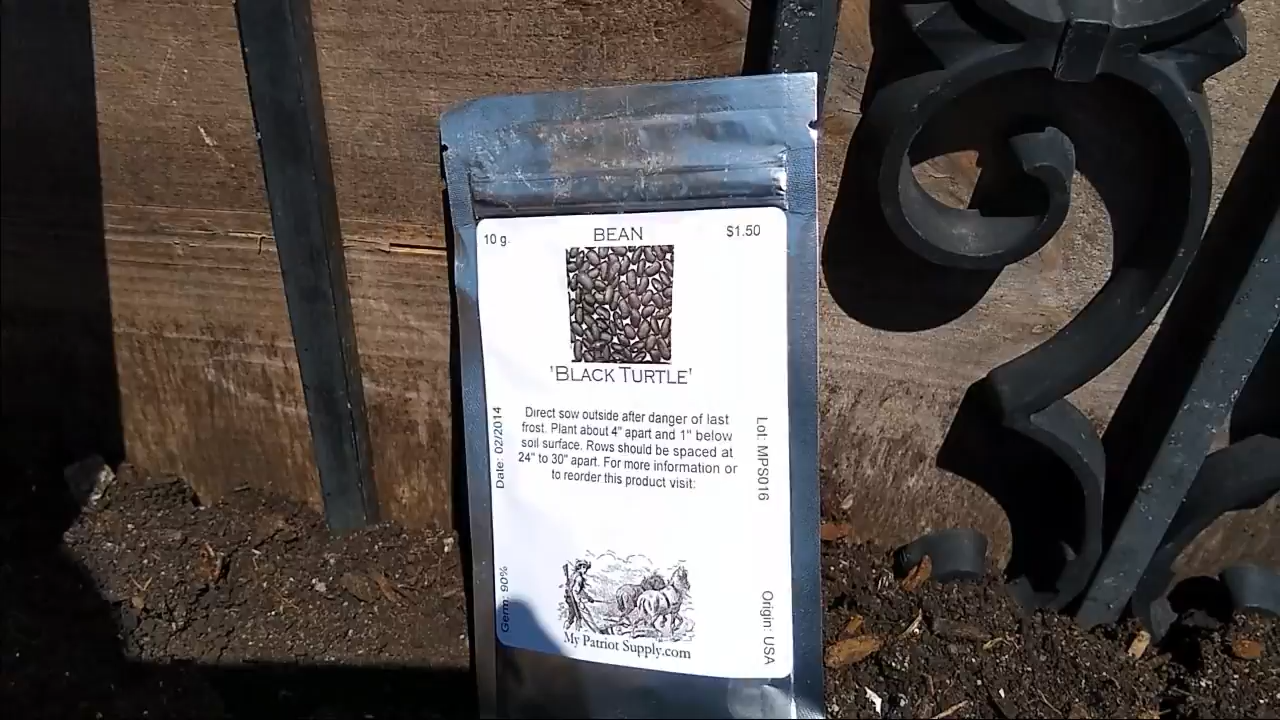 10 g.
BEAN
$1.50
'BLACK TURTLE'
Direct sow outside after danger of last
frost. Plant about 4" apart and 1" below
soil surface. Rows should be spaced at
24" to 30" apart. For more information or
to reorder this product visit:
Date: 02/2014
Lot: MPS016
Germ: 90%
Origin: USA
My Patriot Supply.com